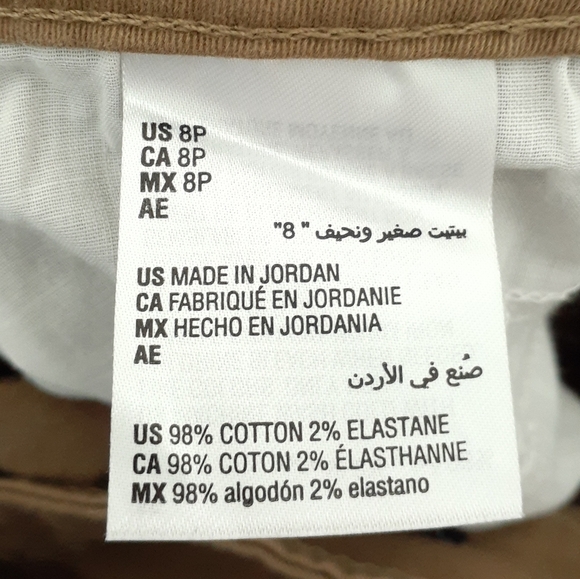 US 8P
CA 8P
MX 8P
AE
بيتيت صغير ونحيف " 8"
US MADE IN JORDAN
CA FABRIQUÉ EN JORDANIE
MX HECHO EN JORDANIA
AE
صُنع في الأردن
US 98% COTTON 2% ELASTANE
CA 98% COTON 2% ÉLASTHANNE
MX 98% algodón 2% elastano